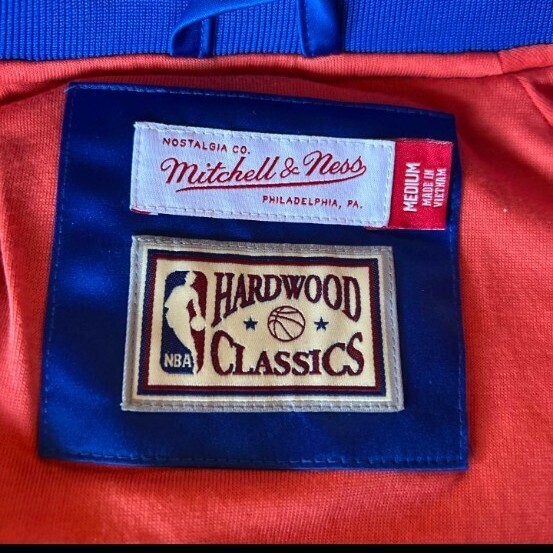 NOSTALGIA CO.
Mitchell & Ness
PHILADELPHIA, PA.
MEDIUM
MADE IN
VIETNAM
HARDWOOD
CLASSICS
NBA